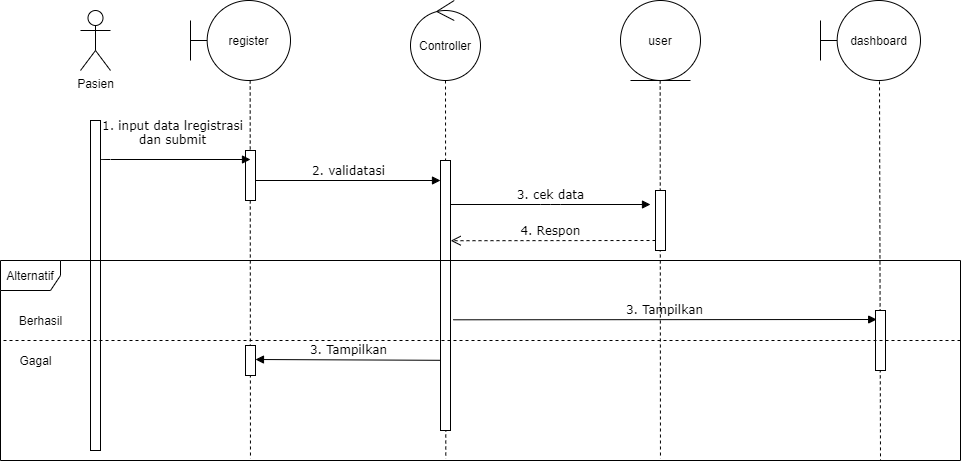 Pasien
register
Controller
user
dashboard
1. input data lregistrasi
dan submit
2. validatasi
3. cek data
4. Respon
Alternatif
Berhasil
3. Tampilkan
Gagal
3. Tampilkan